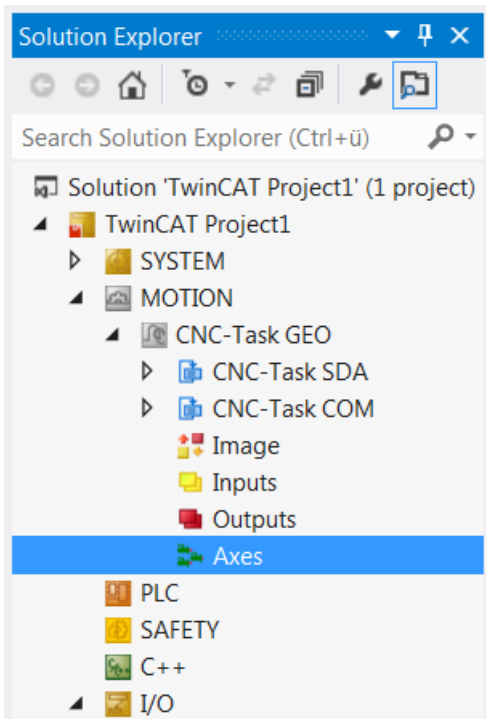 Solution Explorer
Search Solution Explorer (Ctrl+ü)
Solution 'TwinCAT Project1' (1 project)
TwinCAT Project1
SYSTEM
MOTION
CNC-Task GEO
CNC-Task SDA
CNC-Task COM
Image
Inputs
Outputs
Axes
PLC
SAFETY
C++
I/O